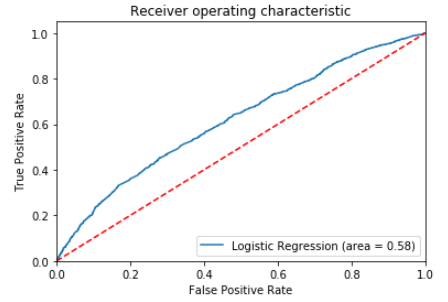 Receiver operating characteristic
1.0
0.8
0.6
0.4
0.2
0.0
True Positive Rate
Logistic Regression (area = 0.58)
0.0 0.2 0.4 0.6 0.8 1.0
False Positive Rate